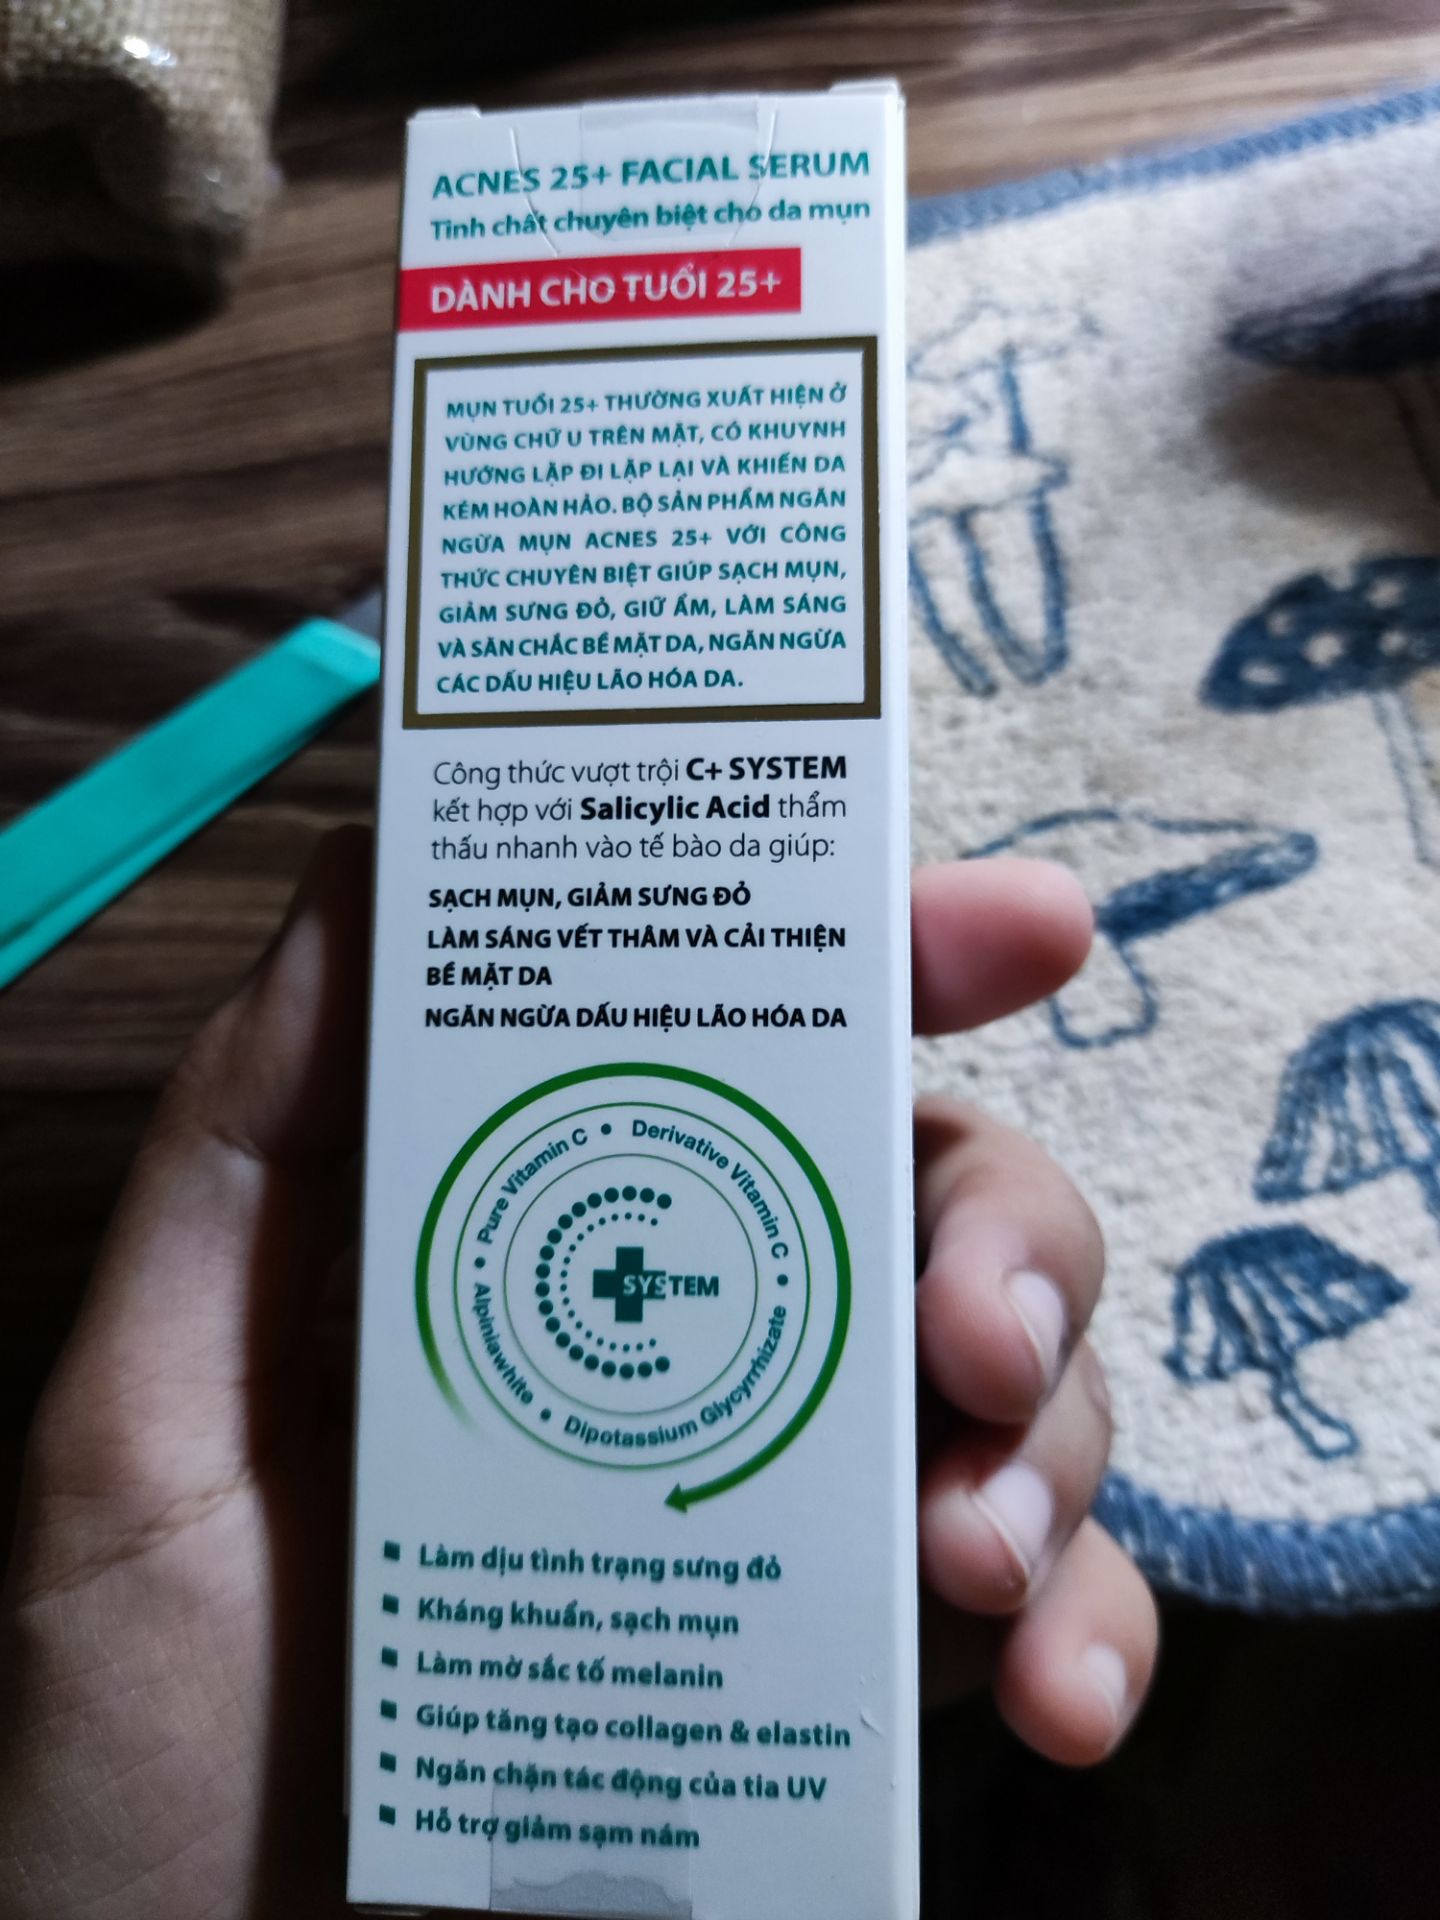 ACNES 25+ FACIAL SERUM
Tinh chất chuyên biệt cho da mụn
DÀNH CHO TUỔI 25+
MỤN TUỔI 25+ THƯỜNG XUẤT HIỆN Ở
VÙNG CHỮ U TRÊN MẶT, CÓ KHUYNH
HƯỚNG LẶP ĐI LẶP LẠI VÀ KHIẾN DA
KÉM HOÀN HẢO. BỘ SẢN PHẨM NGĂN
NGỪA MỤN ACNES 25+ VỚI CÔNG
THỨC CHUYÊN BIỆT GIÚP SẠCH MỤN,
GIẢM SƯNG ĐỎ, GIỮ ẨM, LÀM SÁNG
VÀ SĂN CHẮC BỀ MẶT DA, NGĂN NGỪA
CÁC DẤU HIỆU LÃO HÓA DA.
Công thức vượt trội C+ SYSTEM
kết hợp với Salicylic Acid thẩm
thấu nhanh vào tế bào da giúp:
SẠCH MỤN, GIẢM SƯNG ĐỎ
LÀM SÁNG VẾT THÂM VÀ CẢI THIỆN
BỀ MẶT DA
NGĂN NGỪA DẤU HIỆU LÃO HÓA DA
Pure Vitamin C • Derivative Vitamin C • Dipotassium Glycyrrhizate • Alpiniawhite •
C+ SYSTEM
Làm dịu tình trạng sưng đỏ
Kháng khuẩn, sạch mụn
Làm mờ sắc tố melanin
Giúp tăng tạo collagen & elastin
Ngăn chặn tác động của tia UV
Hỗ trợ giảm sạm nám